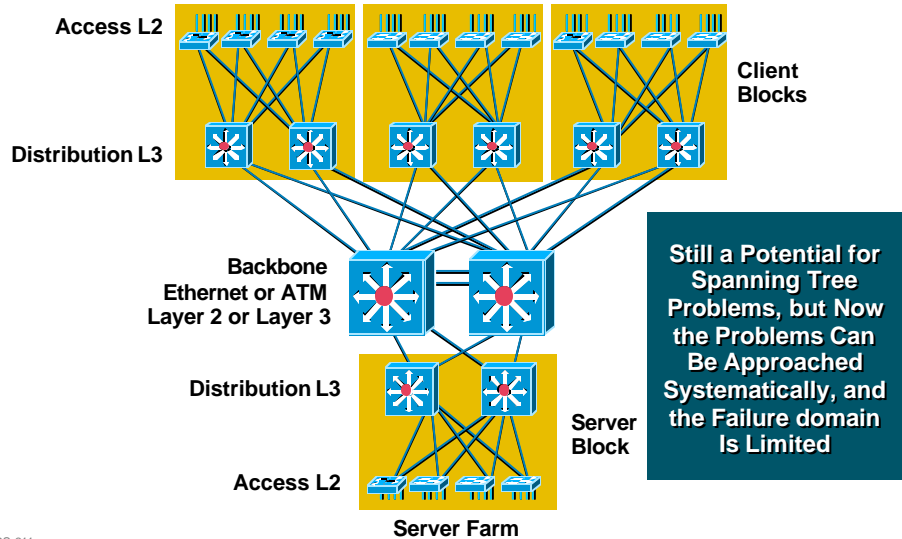 Access L2
Client
Blocks
Distribution L3
Backbone
Ethernet or ATM
Layer 2 or Layer 3
Still a Potential for
Spanning Tree
Problems, but Now
the Problems Can
Be Approached
Systematically, and
the Failure domain
Is Limited
Distribution L3
Server
Block
Access L2
Server Farm